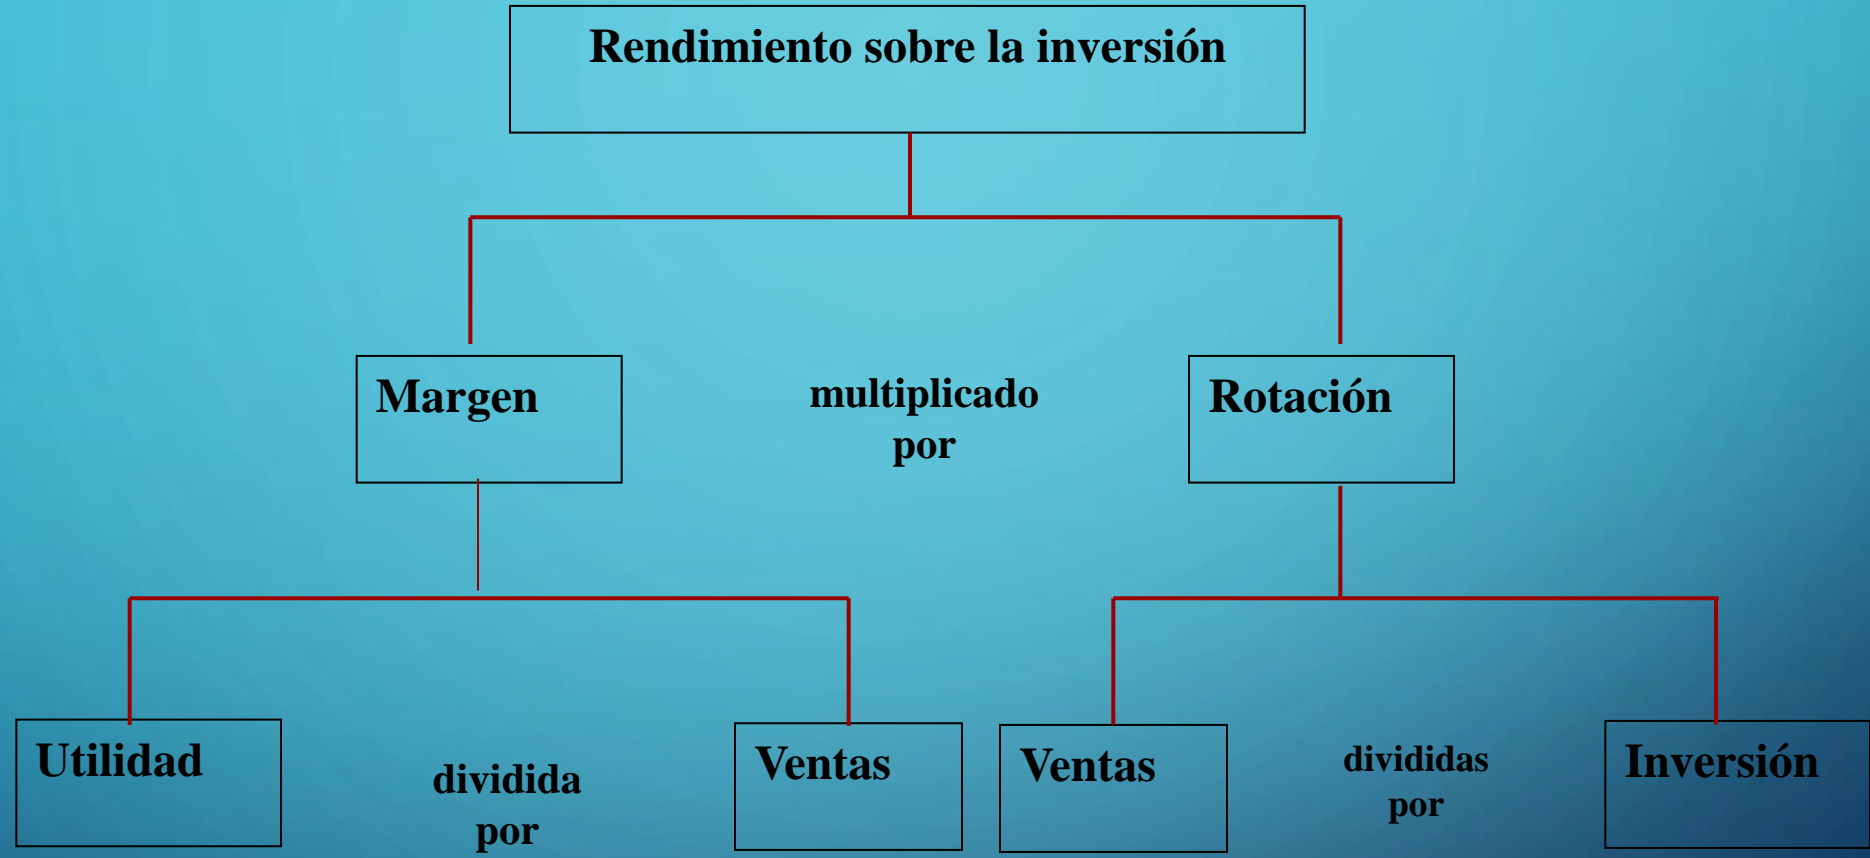 Rendimiento sobre la inversión
Margen
multiplicado
por
Rotación
Utilidad
dividida
por
Ventas
Ventas
divididas
por
Inversión